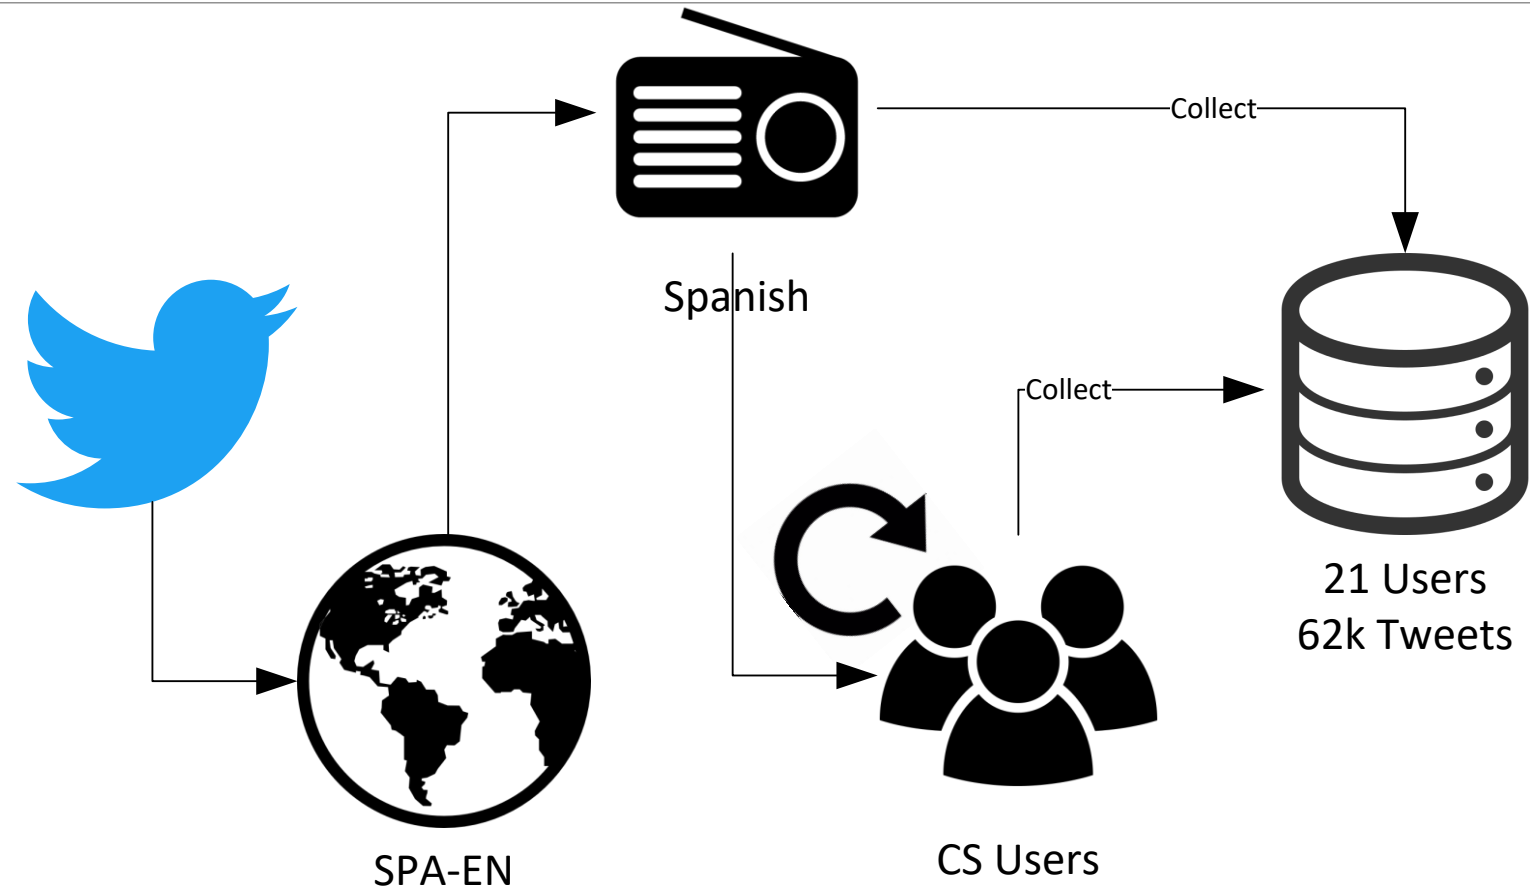 Collect
Spanish
Collect
21 Users
62k Tweets
SPA-EN
CS Users